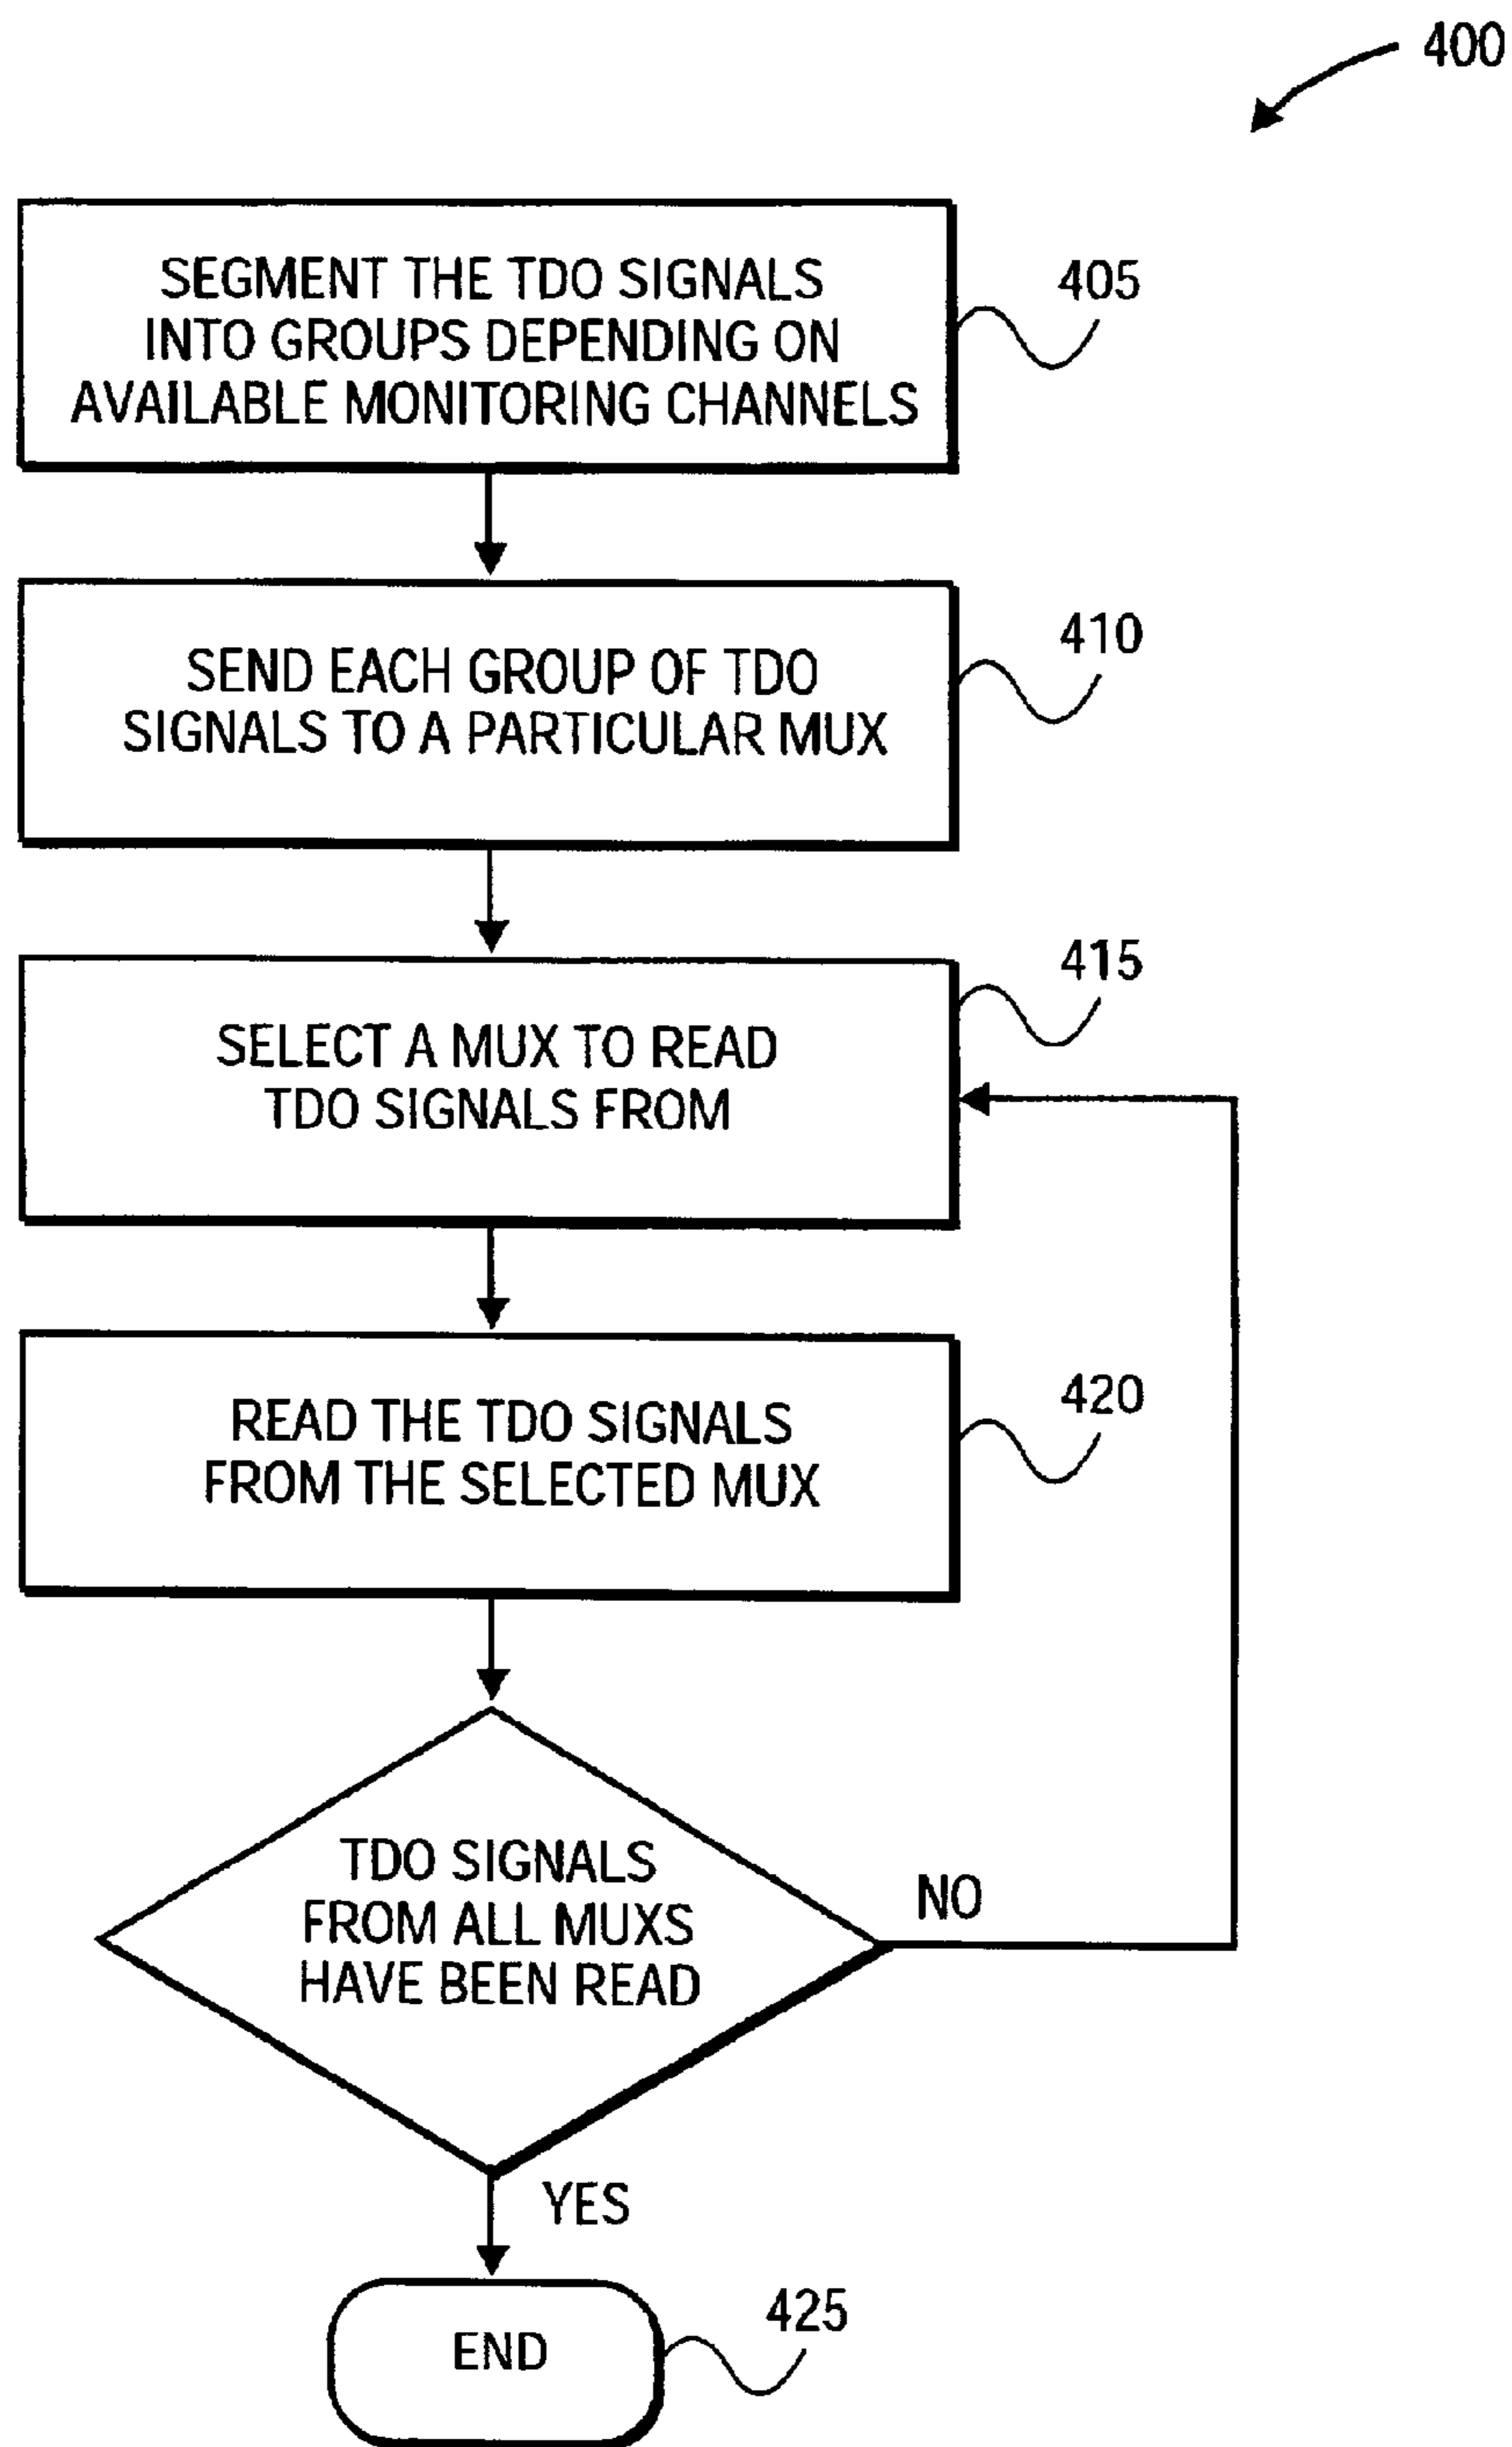 400
SEGMENT THE TDO SIGNALS
INTO GROUPS DEPENDING ON
AVAILABLE MONITORING CHANNELS
405
SEND EACH GROUP OF TDO
SIGNALS TO A PARTICULAR MUX
410
SELECT A MUX TO READ
TDO SIGNALS FROM
415
READ THE TDO SIGNALS
FROM THE SELECTED MUX
420
TDO SIGNALS
FROM ALL MUXS
HAVE BEEN READ
NO
YES
END
425